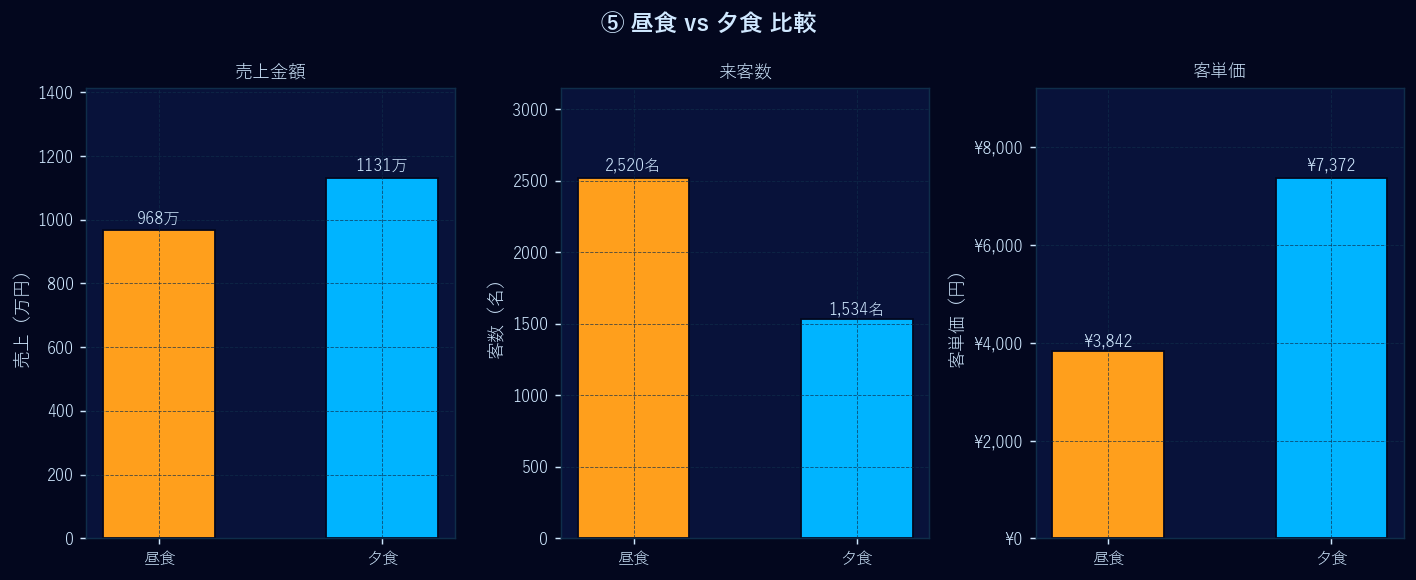 ⑤ 昼食 vs 夕食 比較
売上金額
売上（万円）
1400
1200
1000
800
600
400
200
0
968万
1131万
昼食
夕食
来客数
客数（名）
3000
2500
2000
1500
1000
500
0
2,520名
1,534名
昼食
夕食
客単価
客単価（円）
¥8,000
¥6,000
¥4,000
¥2,000
¥0
¥3,842
¥7,372
昼食
夕食